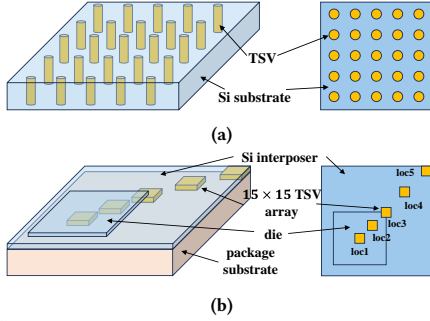 TSV
Si substrate
(a)
Si interposer
15 × 15 TSV
array
die
package
substrate
loc5
loc4
loc3
loc2
loc1
(b)